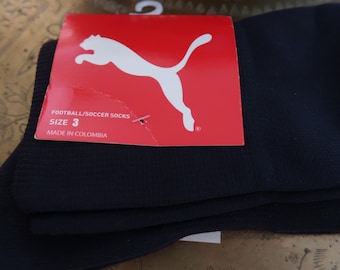 FOOTBALL/SOCCER SOCKS
SIZE 3
MADE IN COLOMBIA
®